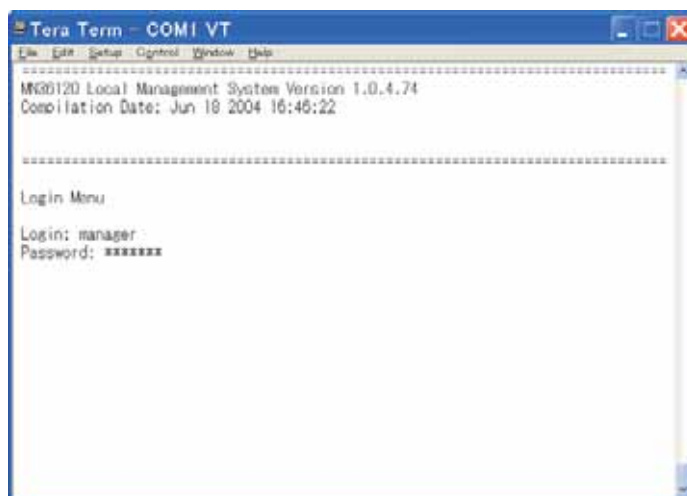 Tera Term - COM1 VT
File Edit Setup Control Window Help
================================================================================
MN36120 Local Management System Version 1.0.4.74
Compilation Date: Jun 18 2004 16:46:22
================================================================================
Login Menu
Login: manager
Password: *******